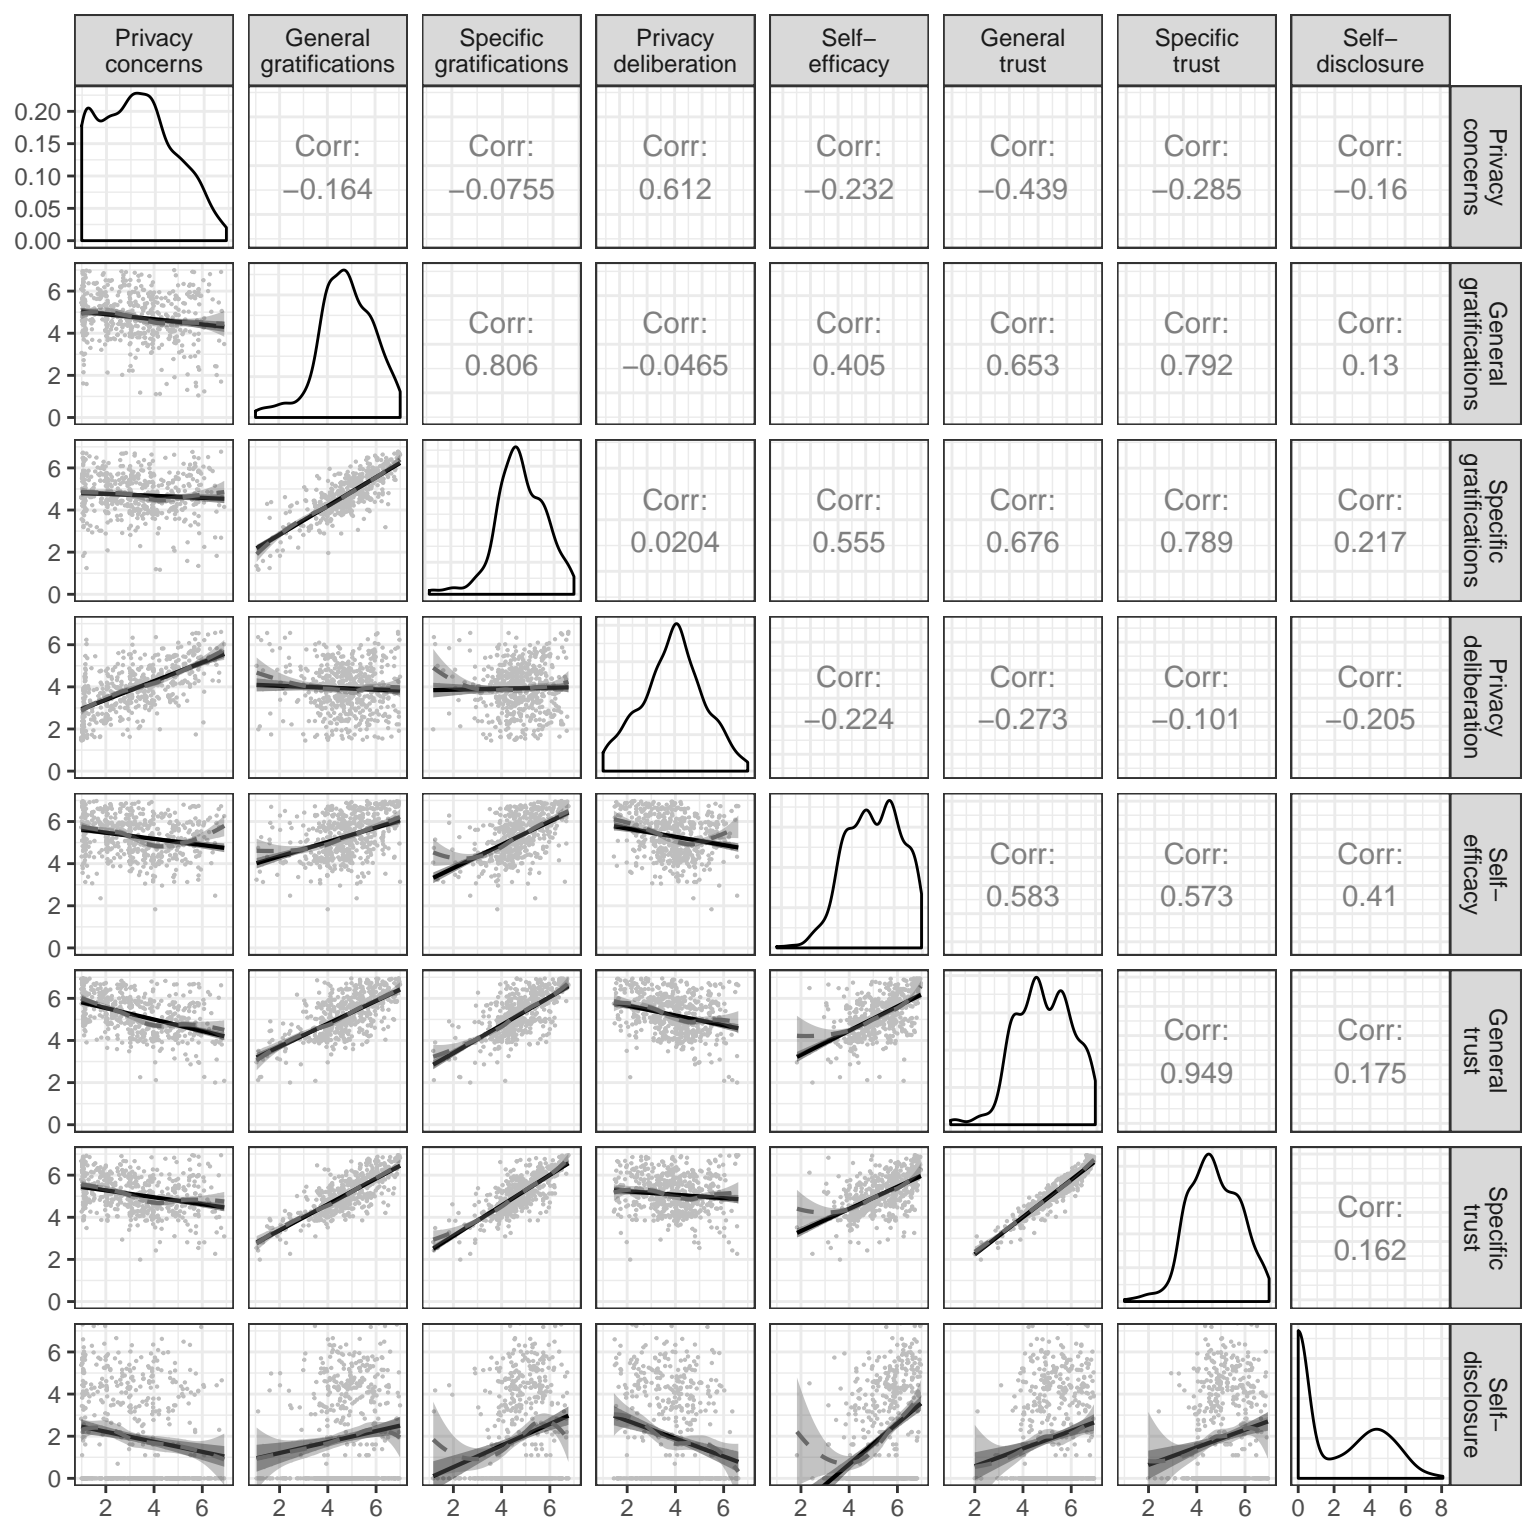 Privacy concerns
General gratifications
Specific gratifications
Privacy deliberation
Self–efficacy
General trust
Specific trust
Self–disclosure
0.20
0.15
0.10
0.05
0.00
Corr: −0.164
Corr: −0.0755
Corr: 0.612
Corr: −0.232
Corr: −0.439
Corr: −0.285
Corr: −0.16
Privacy concerns
6
4
2
0
Corr: 0.806
Corr: −0.0465
Corr: 0.405
Corr: 0.653
Corr: 0.792
Corr: 0.13
General gratifications
6
4
2
0
Corr: 0.0204
Corr: 0.555
Corr: 0.676
Corr: 0.789
Corr: 0.217
Specific gratifications
6
4
2
0
Corr: −0.224
Corr: −0.273
Corr: −0.101
Corr: −0.205
Privacy deliberation
6
4
2
0
Corr: 0.583
Corr: 0.573
Corr: 0.41
Self–efficacy
6
4
2
0
Corr: 0.949
Corr: 0.175
General trust
6
4
2
0
Corr: 0.162
Specific trust
6
4
2
0
Self–disclosure
2 4 6
2 4 6
2 4 6
2 4 6
2 4 6
2 4 6
2 4 6
0 2 4 6 8